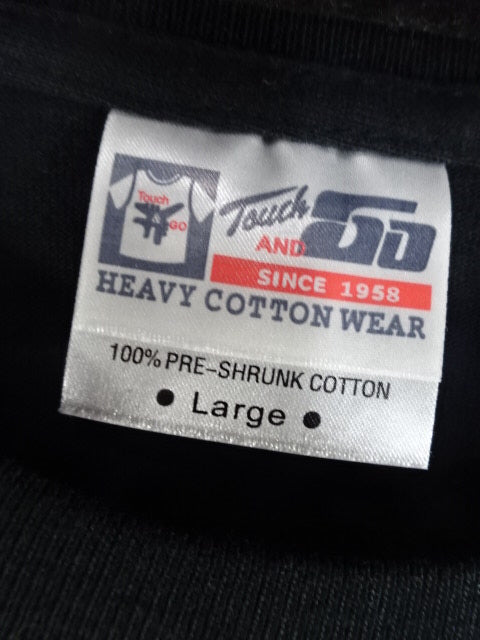 Touch
GO
Touch
AND GO
SINCE 1958
HEAVY COTTON WEAR
100% PRE-SHRUNK COTTON
• Large •